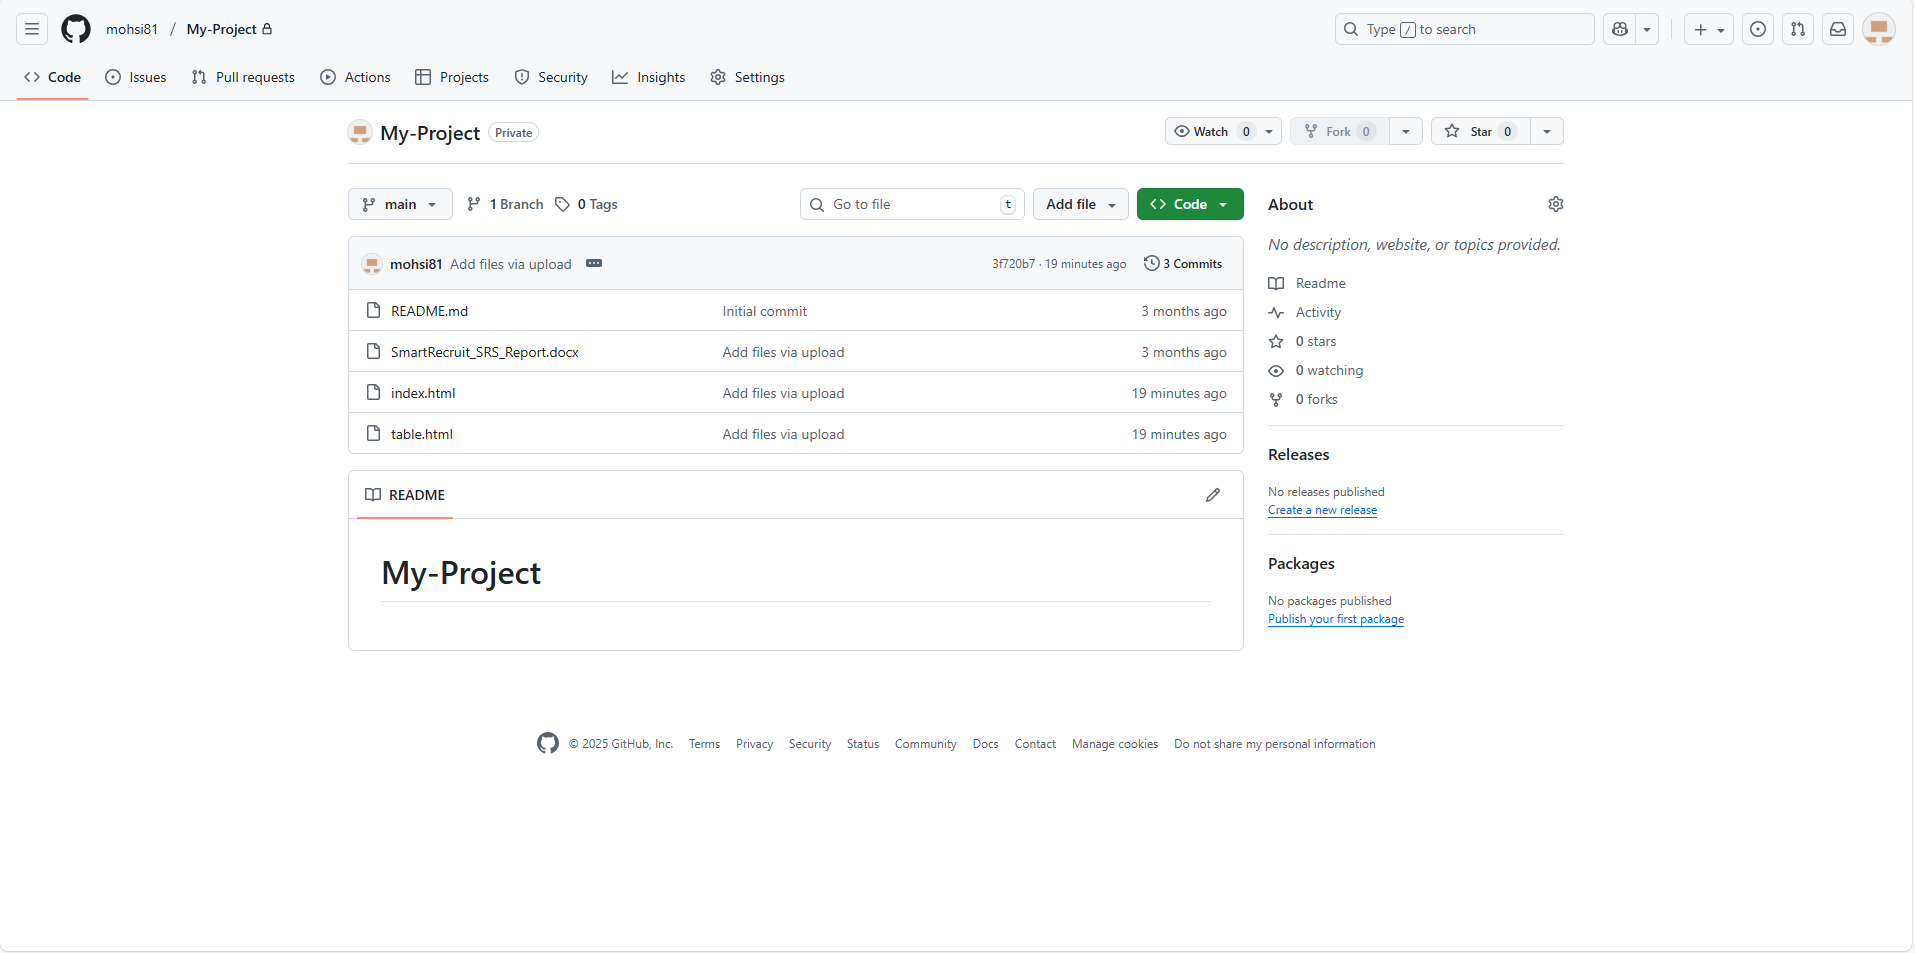 mohsi81 / My-Project
Type / to search
Code Issues Pull requests Actions Projects Security Insights Settings
My-Project Private
Watch 0 Fork 0 Star 0
main 1 Branch 0 Tags Go to file t Add file Code
mohsi81 Add files via upload 3f720b7 · 19 minutes ago 3 Commits
README.md Initial commit 3 months ago
SmartRecruit_SRS_Report.docx Add files via upload 3 months ago
index.html Add files via upload 19 minutes ago
table.html Add files via upload 19 minutes ago
README
My-Project
About
No description, website, or topics provided.
Readme
Activity
0 stars
0 watching
0 forks
Releases
No releases published
Create a new release
Packages
No packages published
Publish your first package
© 2025 GitHub, Inc. Terms Privacy Security Status Community Docs Contact Manage cookies Do not share my personal information